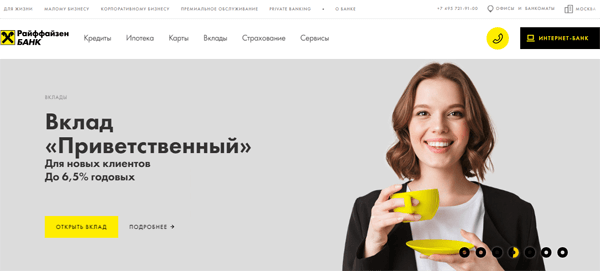 ДЛЯ ЖИЗНИ МАЛОМУ БИЗНЕСУ КОРПОРАТИВНОМУ БИЗНЕСУ ПРЕМИАЛЬНОЕ ОБСЛУЖИВАНИЕ PRIVATE BANKING О БАНКЕ +7 495 721-91-00 ОФИСЫ И БАНКОМАТЫ МОСКВА
Райффайзен
БАНК
Кредиты Ипотека Карты Вклады Страхование Сервисы ИНТЕРНЕТ-БАНК
ВКЛАДЫ
Вклад
«Приветственный»
Для новых клиентов
До 6,5% годовых
ОТКРЫТЬ ВКЛАД ПОДРОБНЕЕ →